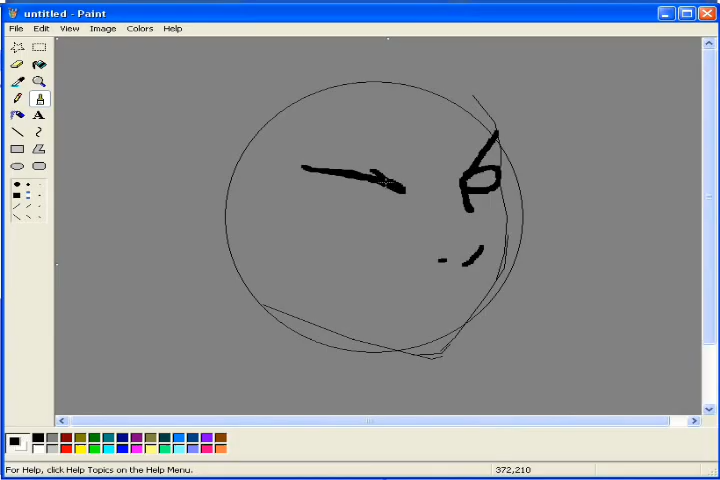 untitled - Paint
File Edit View Image Colors Help
A
For Help, click Help Topics on the Help Menu.
372,210